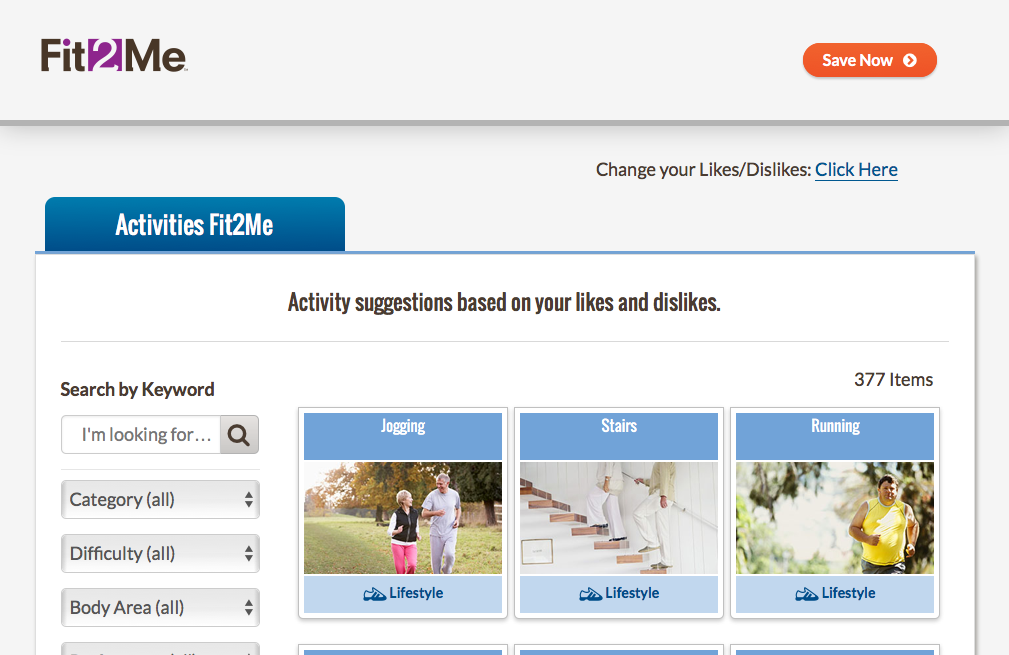 Fit2Me
Save Now
Change your Likes/Dislikes: Click Here
Activities Fit2Me
Activity suggestions based on your likes and dislikes.
Search by Keyword
377 Items
I'm looking for...
Category (all)
Difficulty (all)
Body Area (all)
Jogging
Stairs
Running
Lifestyle
Lifestyle
Lifestyle